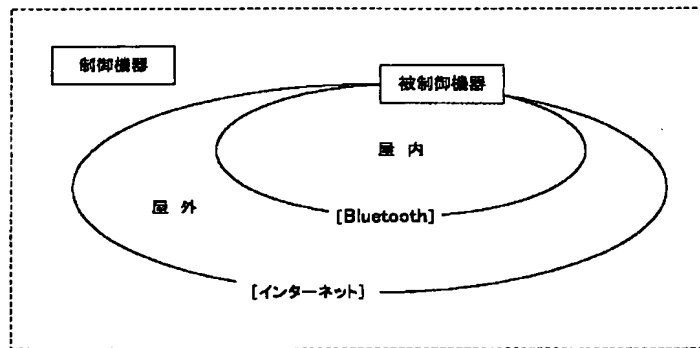 制御機器
被制御機器
屋 内
屋 外
[Bluetooth]
[インターネット]